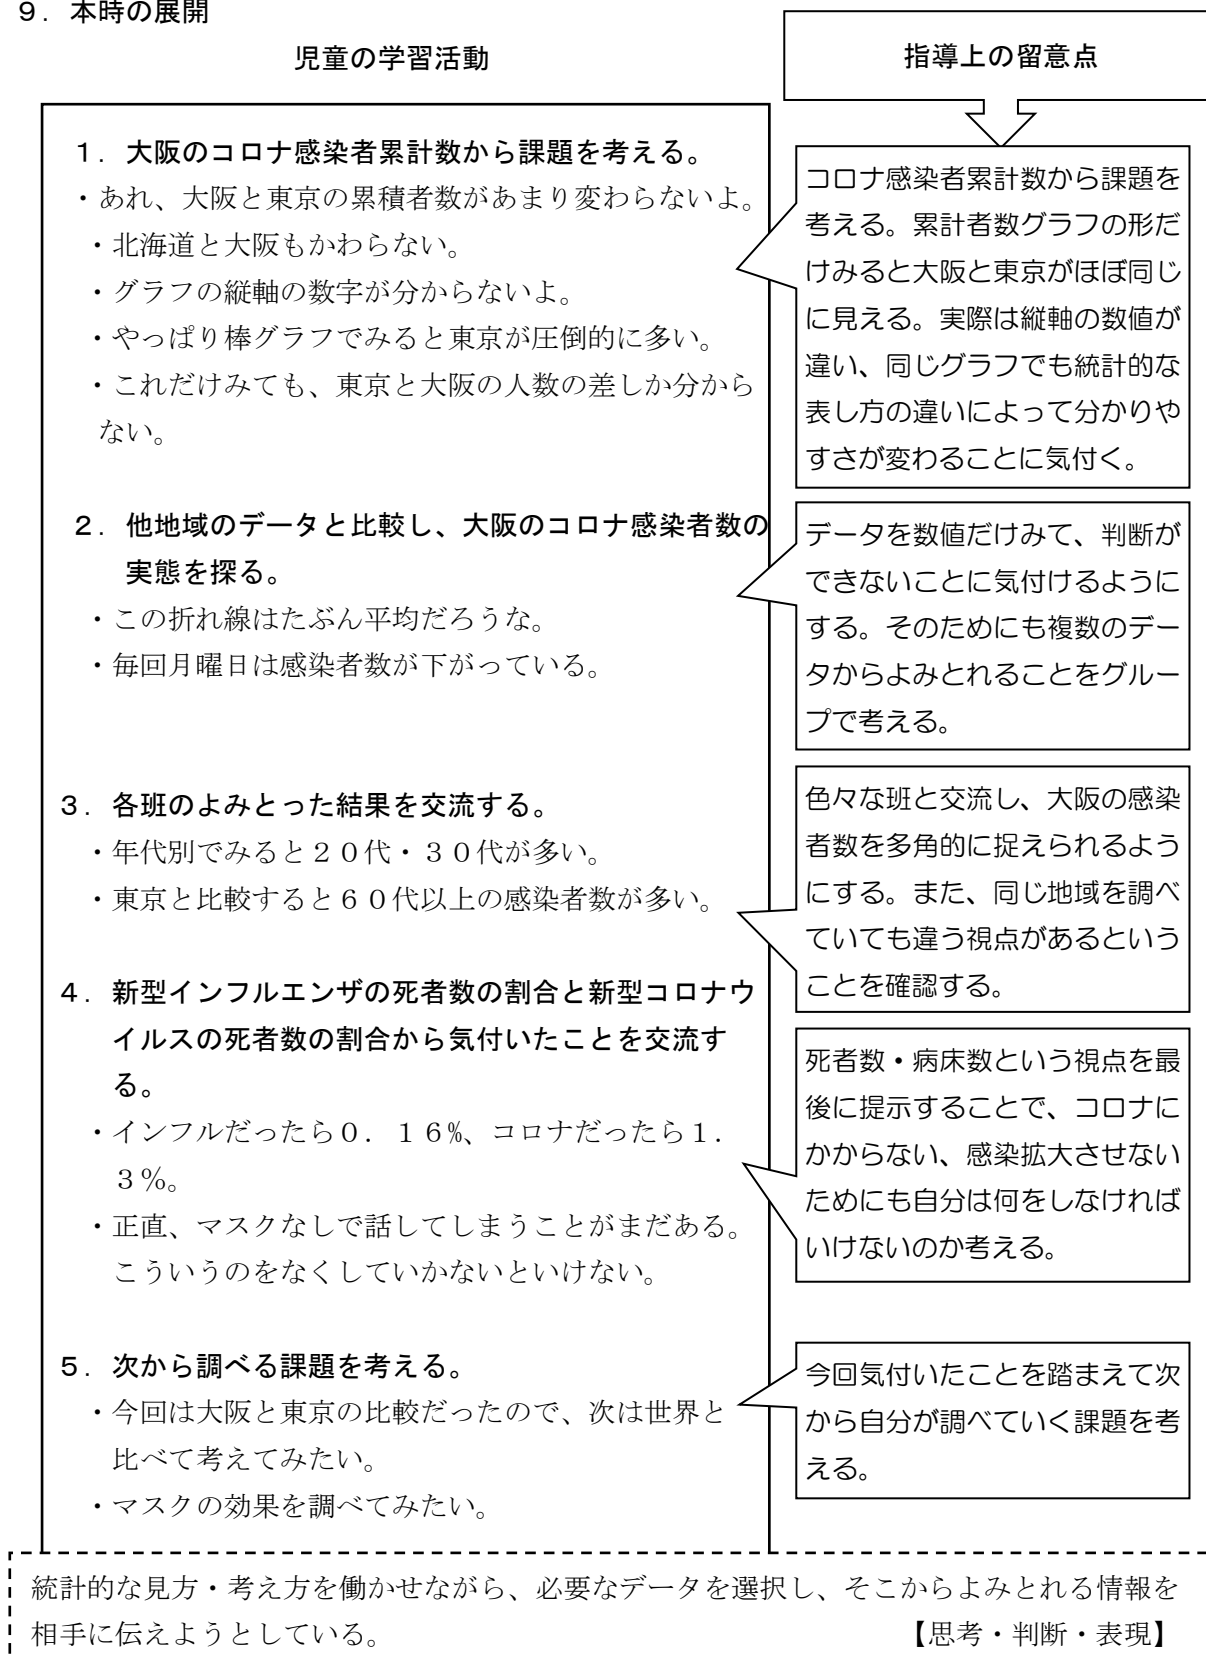 ９．本時の展開
児童の学習活動
指導上の留意点
１．大阪のコロナ感染者累計数から課題を考える。
・あれ、大阪と東京の累積者数があまり変わらないよ。
・北海道と大阪もかわらない。
・グラフの縦軸の数字が分からないよ。
・やっぱり棒グラフでみると東京が圧倒的に多い。
・これだけみても、東京と大阪の人数の差しか分から
ない。
コロナ感染者累計数から課題を
考える。累計者数グラフの形だ
けみると大阪と東京がほぼ同じ
に見える。実際は縦軸の数値が
違い、同じグラフでも統計的な
表し方の違いによって分かりや
すさが変わることに気付く。
２．他地域のデータと比較し、大阪のコロナ感染者数の
実態を探る。
・この折れ線はたぶん平均だろうな。
・毎回月曜日は感染者数が下がっている。
データを数値だけみて、判断が
できないことに気付けるように
する。そのためにも複数のデー
タからよみとれることをグルー
プで考える。
３．各班のよみとった結果を交流する。
・年代別でみると２０代・３０代が多い。
・東京と比較すると６０代以上の感染者数が多い。
色々な班と交流し、大阪の感染
者数を多角的に捉えられるよう
にする。また、同じ地域を調べ
ていても違う視点があるという
ことを確認する。
４．新型インフルエンザの死者数の割合と新型コロナウ
イルスの死者数の割合から気付いたことを交流す
る。
・インフルだったら０．１６%、コロナだったら１．
３％。
・正直、マスクなしで話してしまうことがまだある。
こういうのをなくしていかないといけない。
死者数・病床数という視点を最
後に提示することで、コロナに
かからない、感染拡大させない
ためにも自分は何をしなければ
いけないのか考える。
５．次から調べる課題を考える。
・今回は大阪と東京の比較だったので、次は世界と
比べて考えてみたい。
・マスクの効果を調べてみたい。
今回気付いたことを踏まえて次
から自分が調べていく課題を考
える。
統計的な見方・考え方を働かせながら、必要なデータを選択し、そこからよみとれる情報を
相手に伝えようとしている。 【思考・判断・表現】